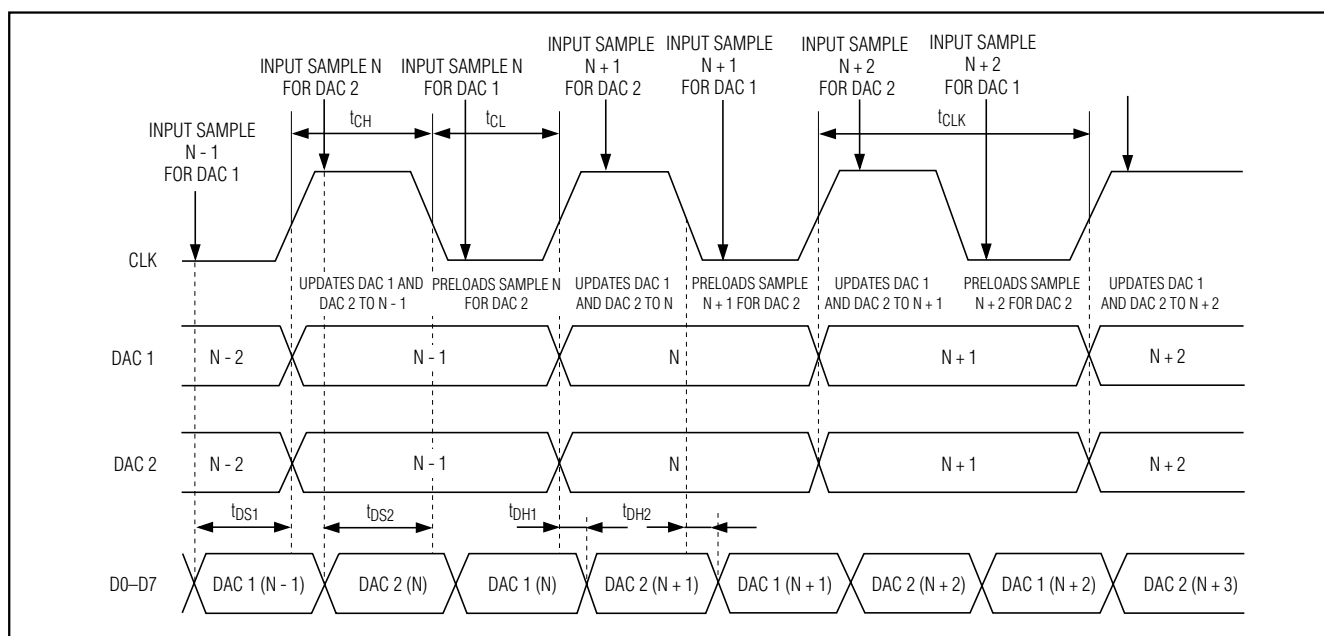 INPUT SAMPLE
N - 1
FOR DAC 1
INPUT SAMPLE N
FOR DAC 2
INPUT SAMPLE N
FOR DAC 1
INPUT SAMPLE
N + 1
FOR DAC 2
INPUT SAMPLE
N + 1
FOR DAC 1
INPUT SAMPLE
N + 2
FOR DAC 2
INPUT SAMPLE
N + 2
FOR DAC 1
tCH
tCL
tCLK
CLK
UPDATES DAC 1 AND
DAC 2 TO N - 1
PRELOADS SAMPLE N
FOR DAC 2
UPDATES DAC 1
AND DAC 2 TO N
PRELOADS SAMPLE
N + 1 FOR DAC 2
UPDATES DAC 1
AND DAC 2 TO N + 1
PRELOADS SAMPLE
N + 2 FOR DAC 2
UPDATES DAC 1
AND DAC 2 TO N + 2
DAC 1
N - 2
N - 1
N
N + 1
N + 2
DAC 2
N - 2
N - 1
N
N + 1
N + 2
tDS1
tDS2
tDH1
tDH2
D0–D7
DAC 1 (N - 1)
DAC 2 (N)
DAC 1 (N)
DAC 2 (N + 1)
DAC 1 (N + 1)
DAC 2 (N + 2)
DAC 1 (N + 2)
DAC 2 (N + 3)